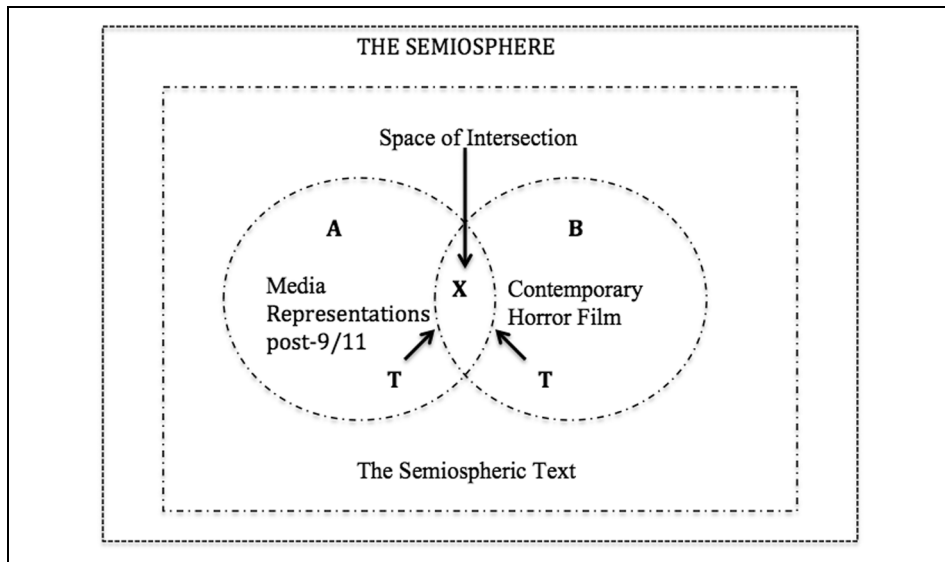 THE SEMIOSPHERE
Space of Intersection
A
B
Media
Representations
post-9/11
X
Contemporary
Horror Film
T
T
The Semiospheric Text